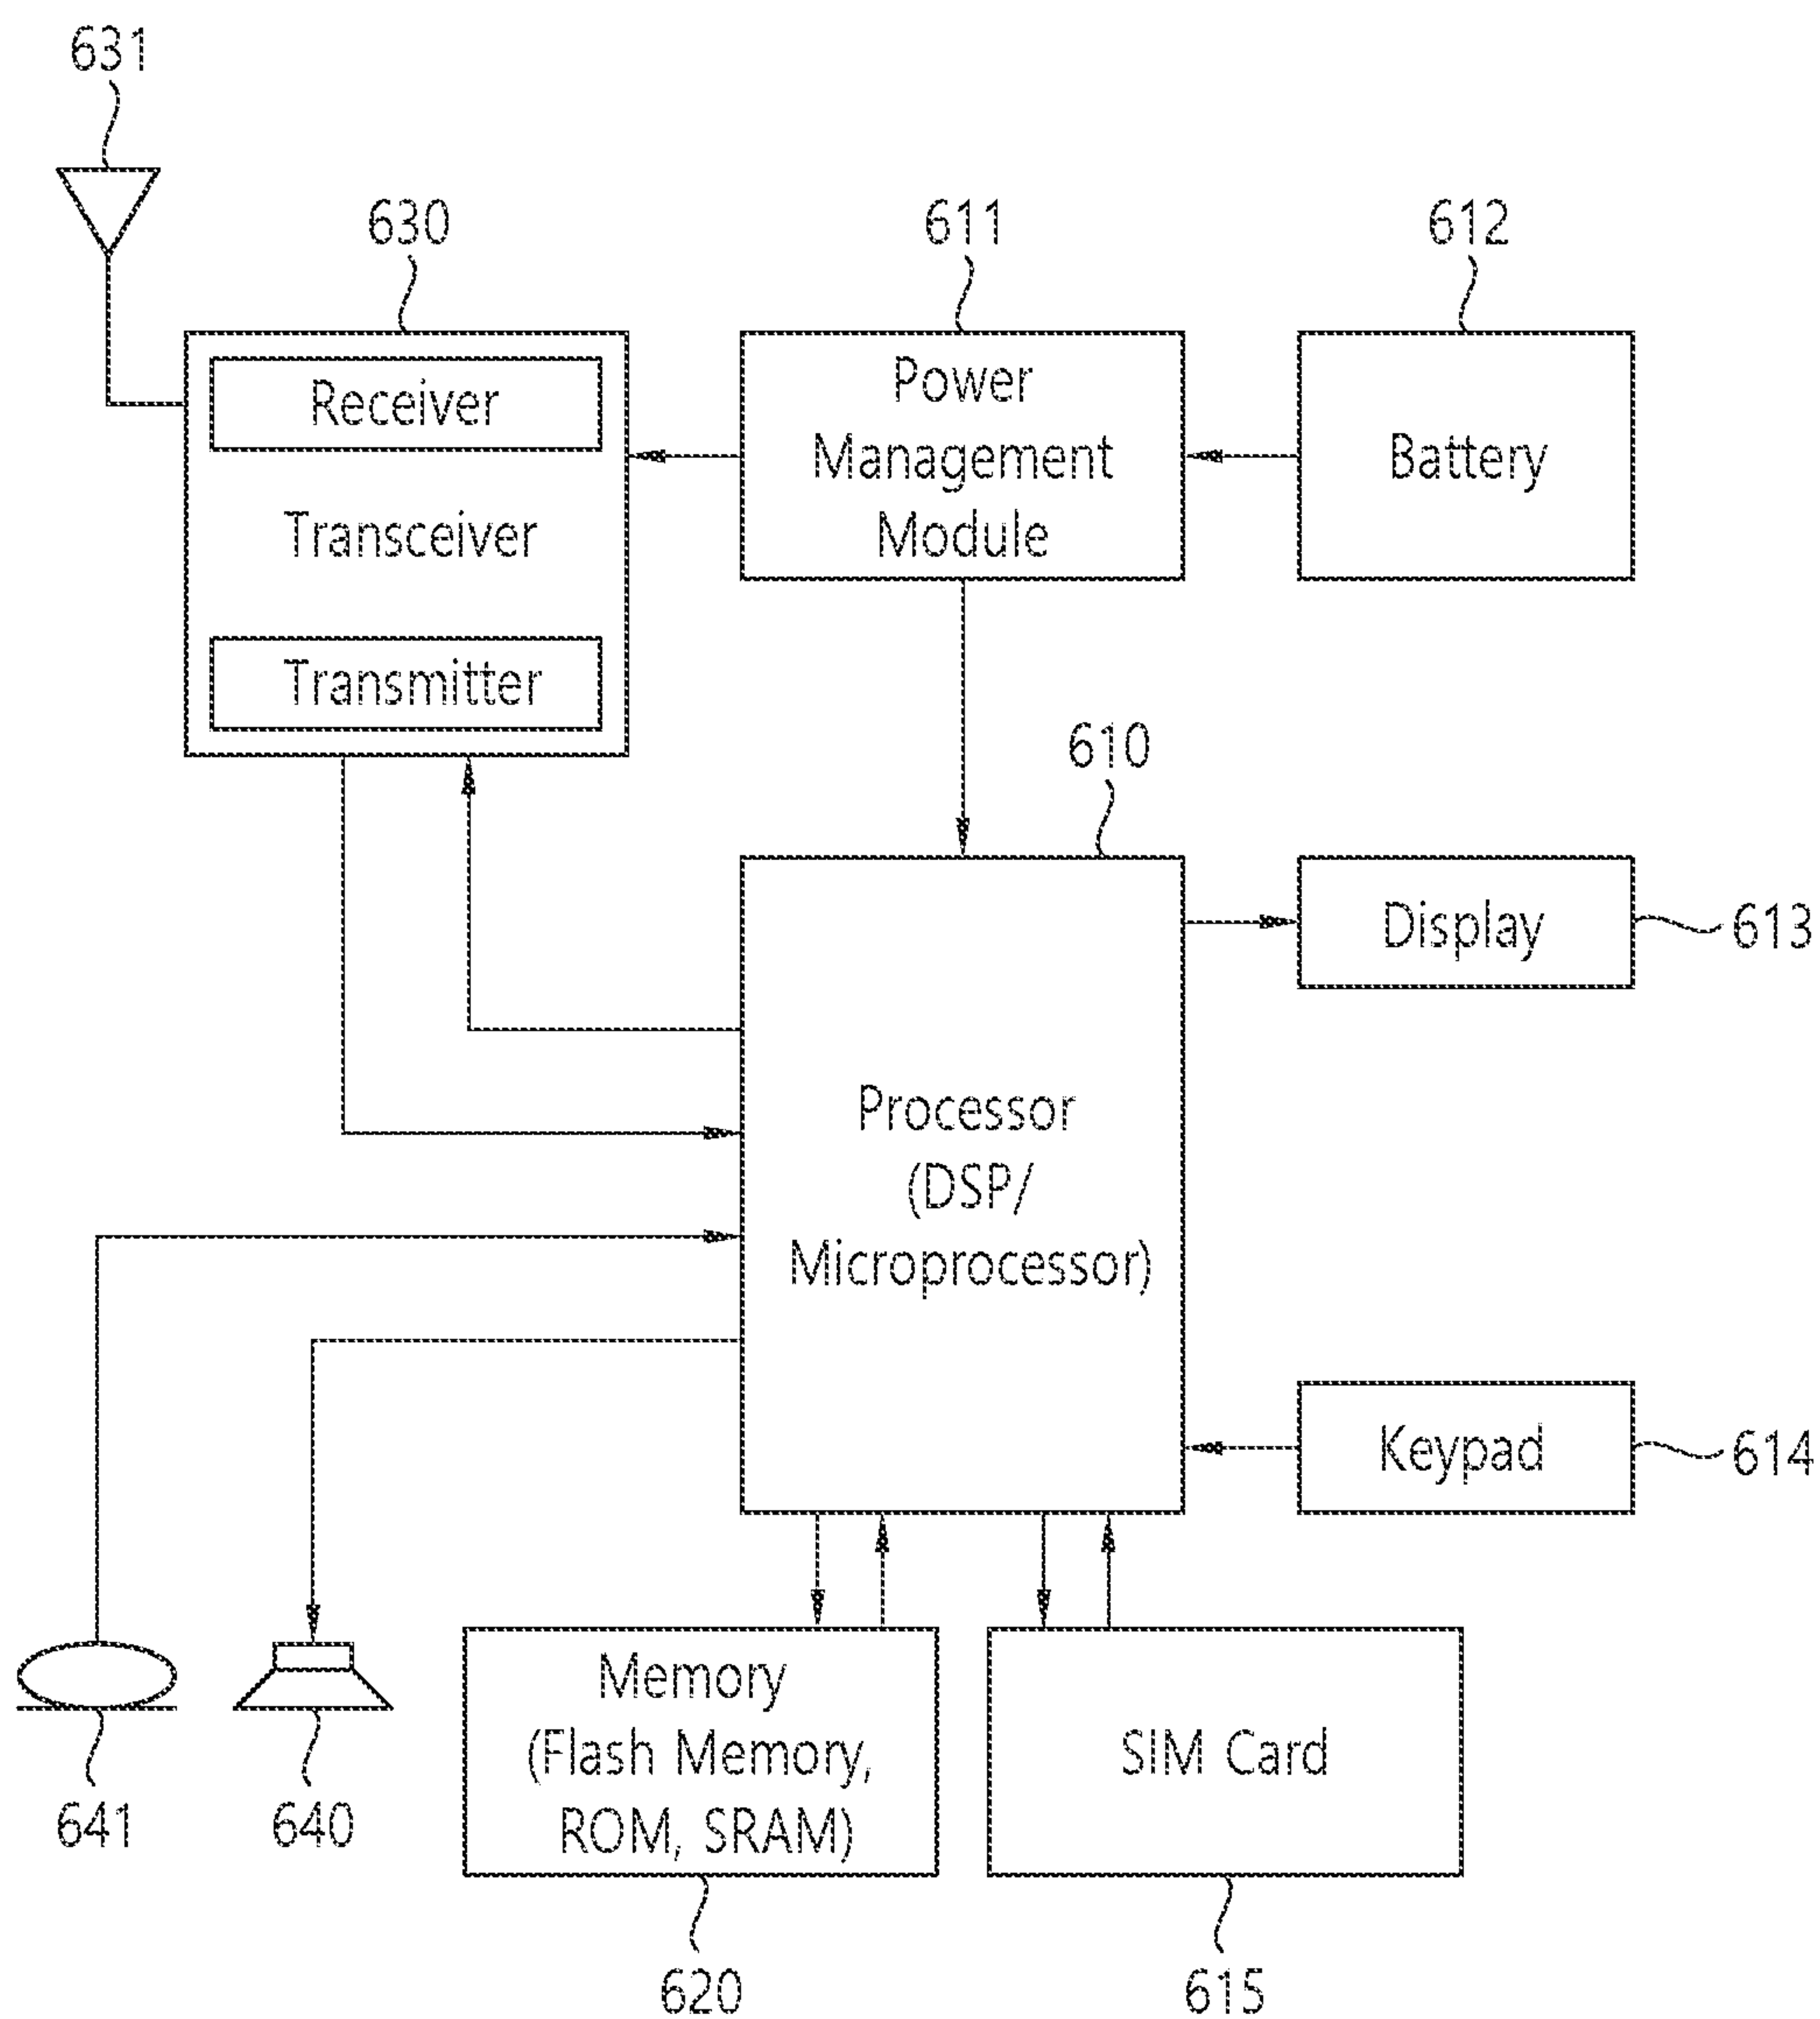 631
630
611
612
Receiver
Transceiver
Transmitter
Power
Management
Module
Battery
610
Display
613
Processor
(DSP/
Microprocessor)
Keypad
614
Memory
(Flash Memory,
ROM, SRAM)
SIM Card
641
640
620
615